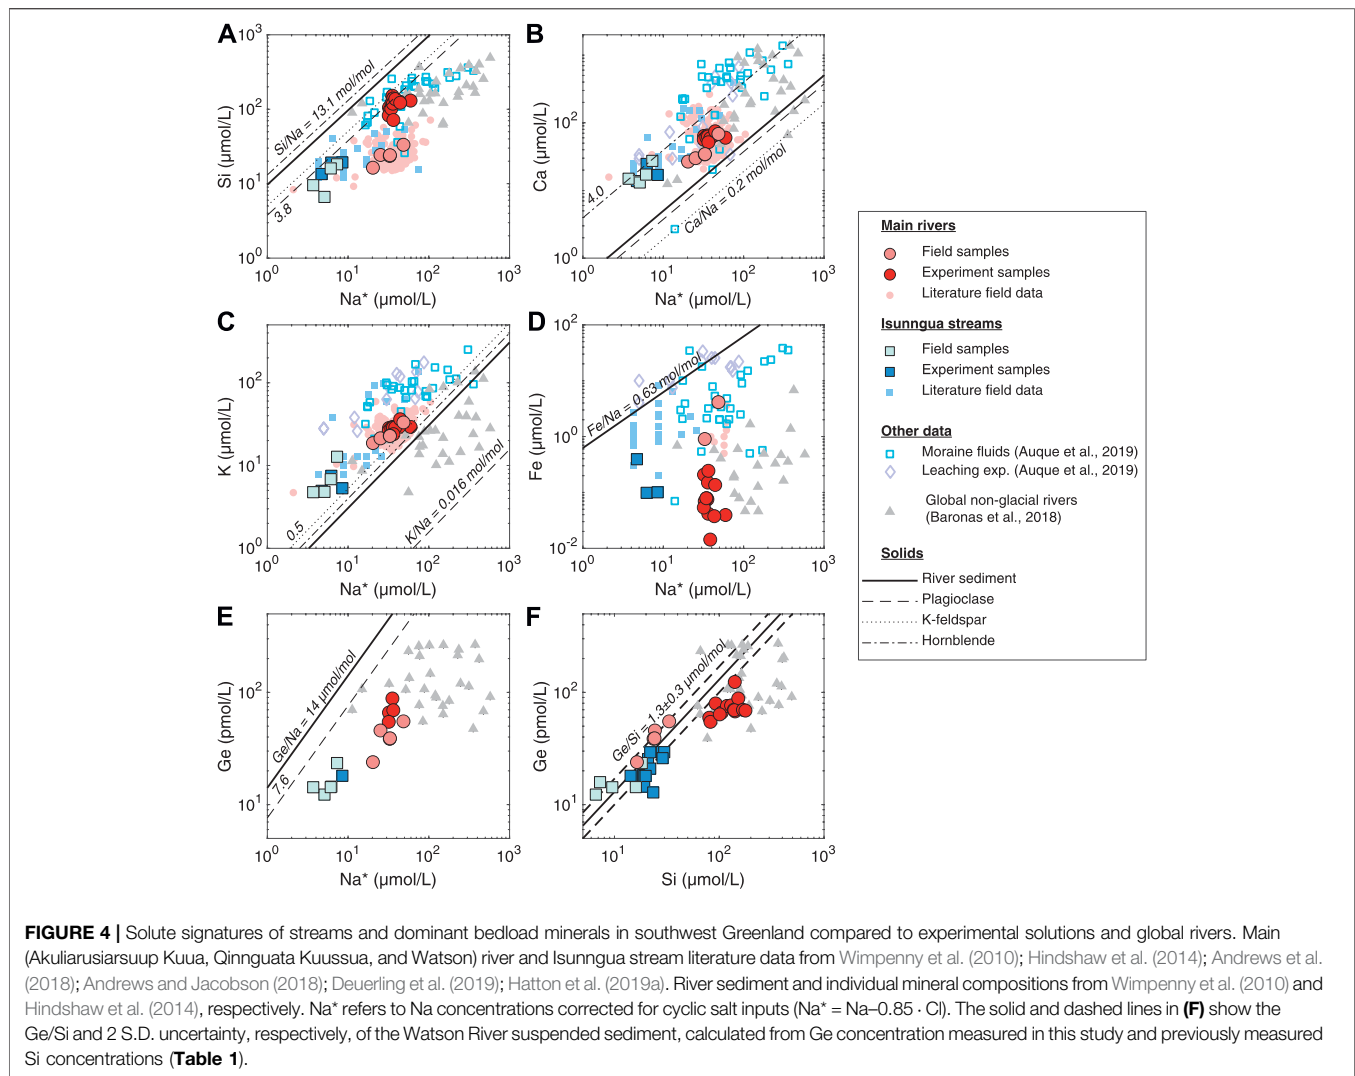 A
10³
10²
10¹
10⁰
Si (µmol/L)
Si/Na = 13.1 mol/mol
3.8
10⁰ 10¹ 10² 10³
Na* (µmol/L)
B
10²
10¹
10⁰
Ca (µmol/L)
4.0
Ca/Na = 0.2 mol/mol
10⁰ 10¹ 10² 10³
Na* (µmol/L)
C
10²
10¹
10⁰
K (µmol/L)
0.5
K/Na = 0.016 mol/mol
10⁰ 10¹ 10² 10³
Na* (µmol/L)
D
10²
10⁰
10⁻²
Fe (µmol/L)
Fe/Na = 0.63 mol/mol
10⁰ 10¹ 10² 10³
Na* (µmol/L)
E
10²
10¹
Ge (pmol/L)
Ge/Na = 14 µmol/mol
7.6
10⁰ 10¹ 10² 10³
Na* (µmol/L)
F
10²
10¹
Ge (pmol/L)
Ge/Si = 1.3±0.3 µmol/mol
10¹ 10² 10³
Si (µmol/L)
Main rivers
Field samples
Experiment samples
Literature field data
Isunngua streams
Field samples
Experiment samples
Literature field data
Other data
Moraine fluids (Auque et al., 2019)
Leaching exp. (Auque et al., 2019)
Global non-glacial rivers
(Baronas et al., 2018)
Solids
River sediment
Plagioclase
K-feldspar
Hornblende
FIGURE 4 | Solute signatures of streams and dominant bedload minerals in southwest Greenland compared to experimental solutions and global rivers. Main
(Akuliarusiarsuup Kuua, Qinnguata Kuussua, and Watson) river and Isunngua stream literature data from Wimpenny et al. (2010); Hindshaw et al. (2014); Andrews et al.
(2018); Andrews and Jacobson (2018); Deuerling et al. (2019); Hatton et al. (2019a). River sediment and individual mineral compositions from Wimpenny et al. (2010) and
Hindshaw et al. (2014), respectively. Na* refers to Na concentrations corrected for cyclic salt inputs (Na* = Na–0.85 · Cl). The solid and dashed lines in (F) show the
Ge/Si and 2 S.D. uncertainty, respectively, of the Watson River suspended sediment, calculated from Ge concentration measured in this study and previously measured
Si concentrations (Table 1).